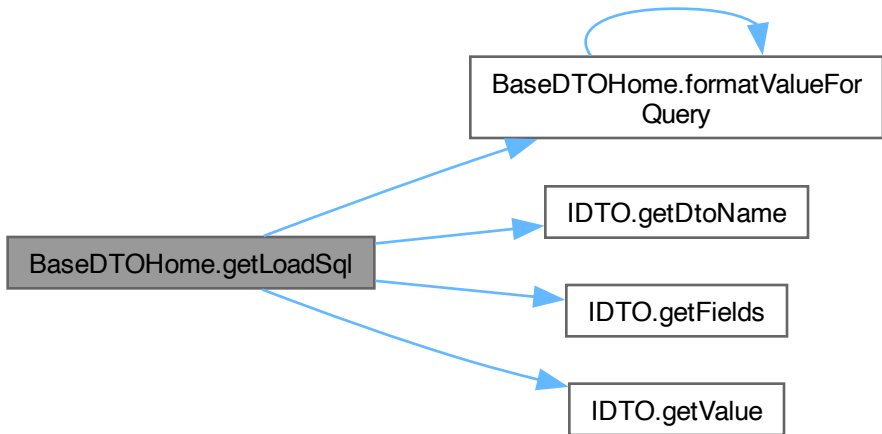 BaseDTOHome.formatValueFor
Query
IDTO.getDtoName
BaseDTOHome.getLoadSql
IDTO.getFields
IDTO.getValue